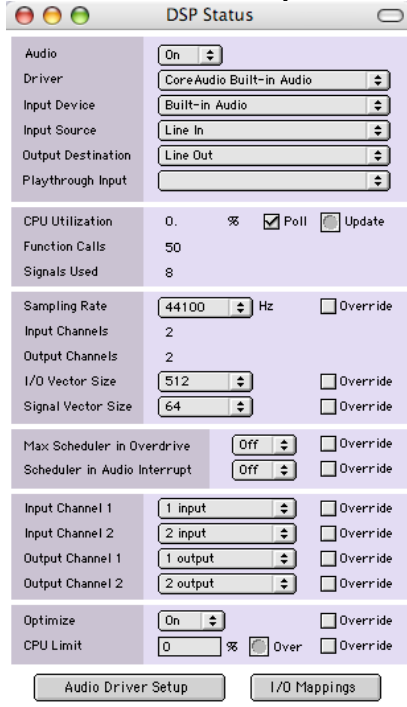 DSP Status
Audio On
Driver CoreAudio Built-in Audio
Input Device Built-in Audio
Input Source Line In
Output Destination Line Out
Playthrough Input
CPU Utilization 0. % Poll Update
Function Calls 50
Signals Used 8
Sampling Rate 44100 Hz Override
Input Channels 2
Output Channels 2
I/O Vector Size 512 Override
Signal Vector Size 64 Override
Max Scheduler in Overdrive Off Override
Scheduler in Audio Interrupt Off Override
Input Channel 1 1 input Override
Input Channel 2 2 input Override
Output Channel 1 1 output Override
Output Channel 2 2 output Override
Optimize On Override
CPU Limit 0 % Over Override
Audio Driver Setup I/O Mappings